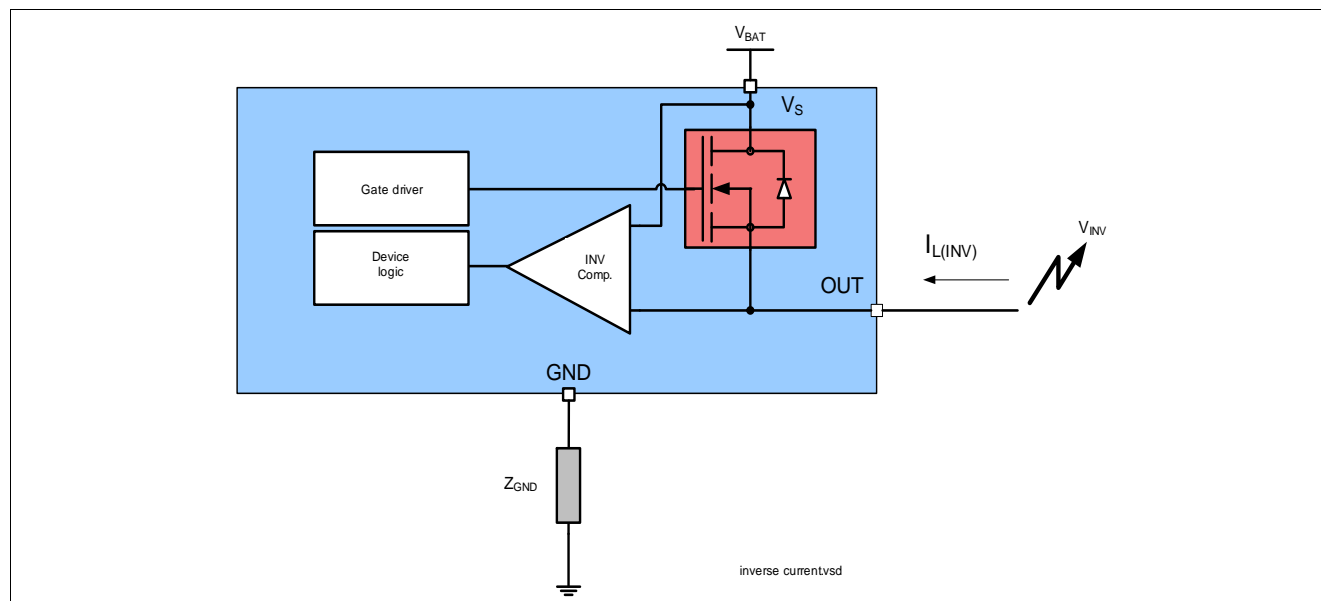 VBAT
VS
Gate driver
Device
logic
INV
Comp.
IL(INV)
VINV
OUT
GND
ZGND
inverse current.vsd